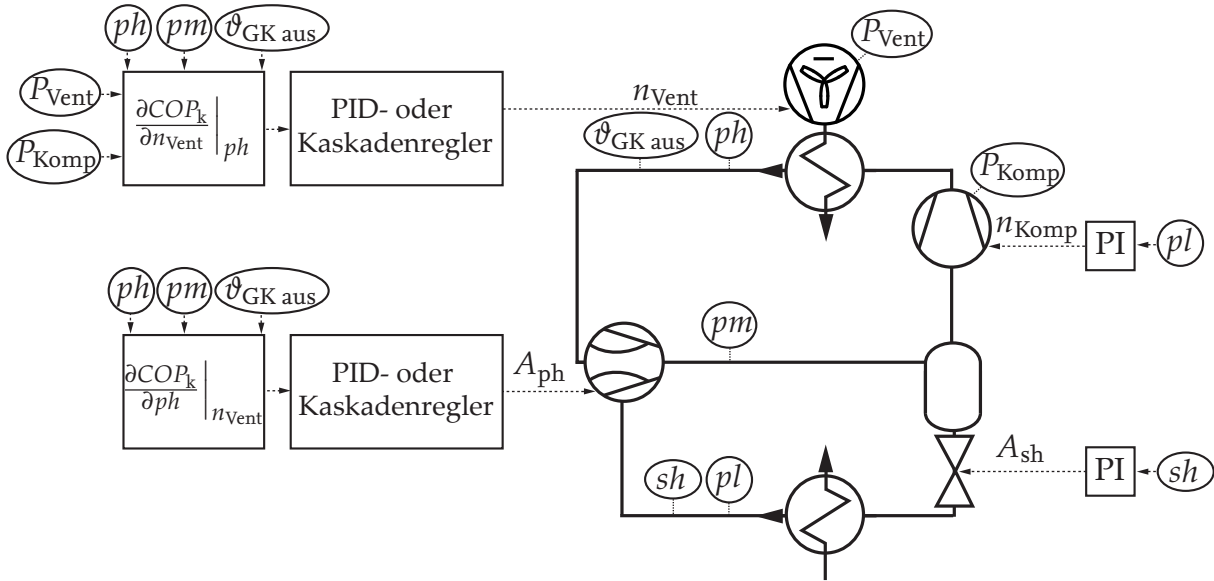 ph pm ϑGK aus
PVent
PKomp
∂COPk
∂nVent
ph
PID- oder
Kaskadenregler
nVent
PVent
ϑGK aus ph
PKomp
nKomp PI pl
ph pm ϑGK aus
∂COPk
∂ph
nVent
PID- oder
Kaskadenregler
Aph
pm
Ash PI sh
sh pl